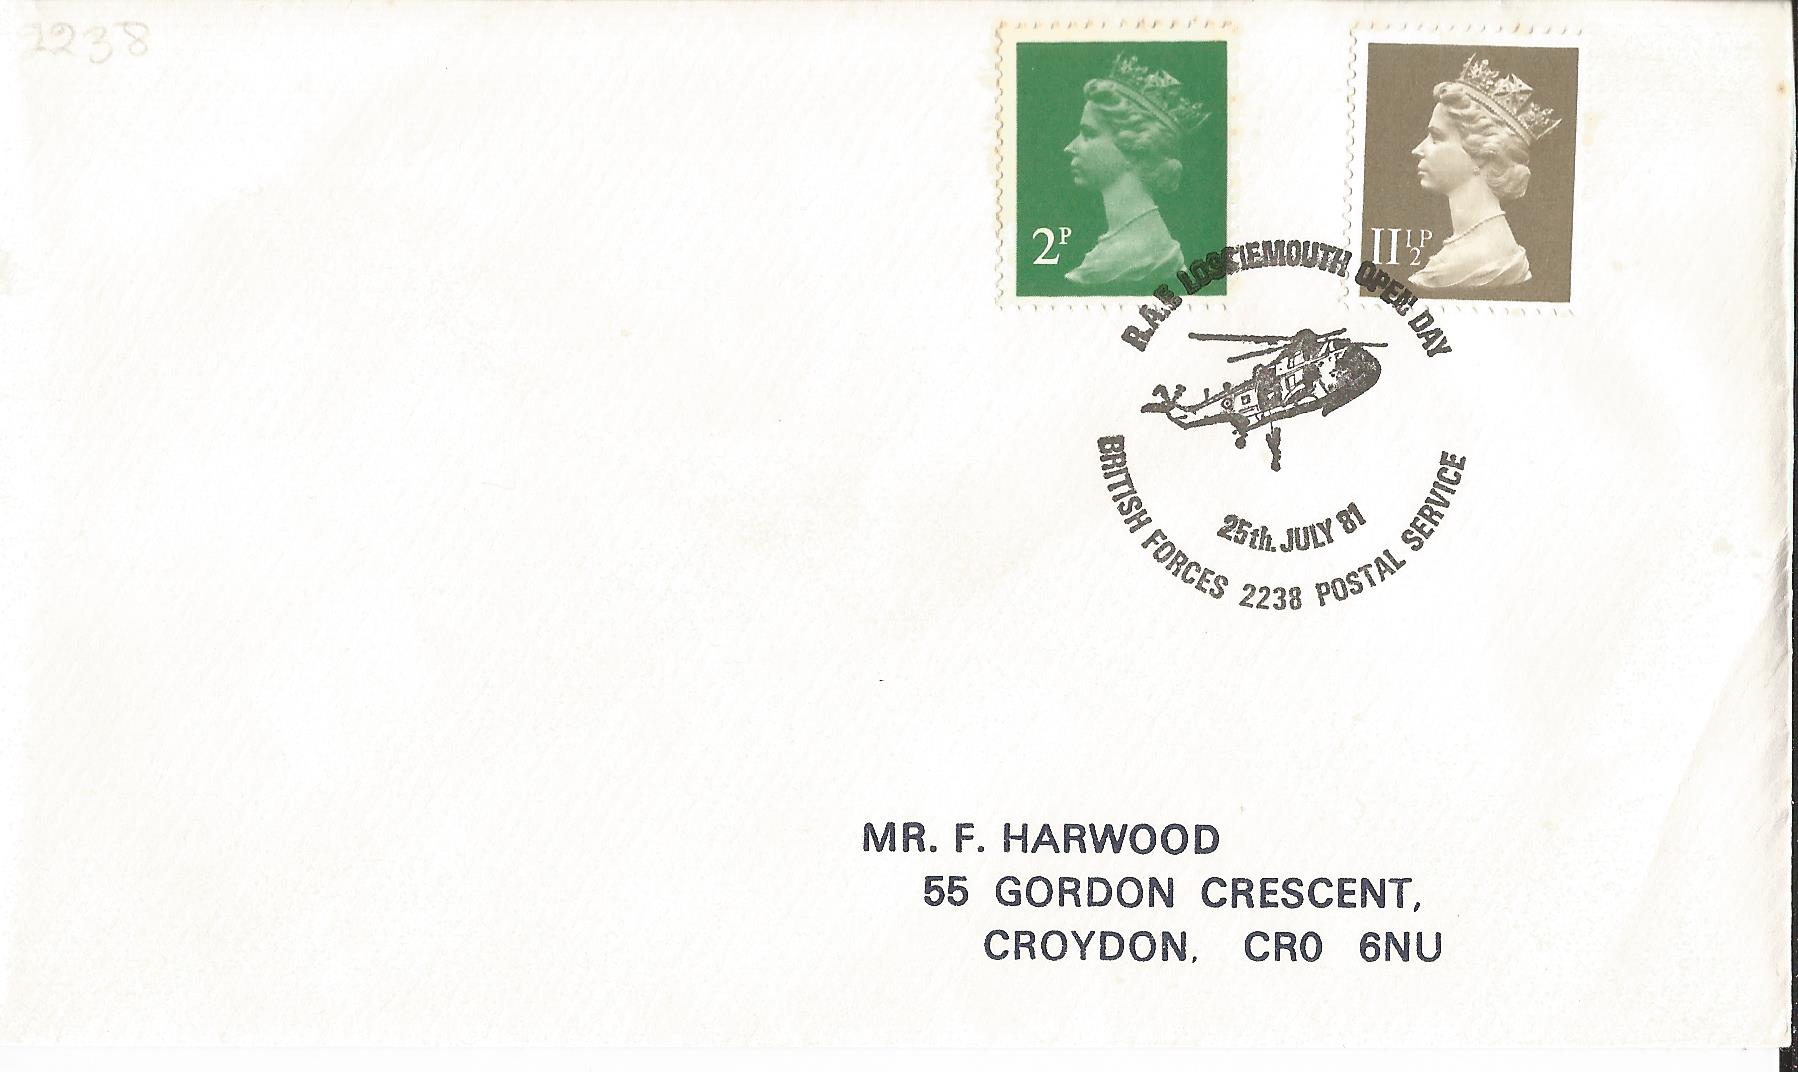 2238
2P
11½P
R.A.F. LOSSIEMOUTH OPEN DAY
25th. JULY 81
BRITISH FORCES 2238 POSTAL SERVICE
MR. F. HARWOOD
55 GORDON CRESCENT,
CROYDON, CR0 6NU